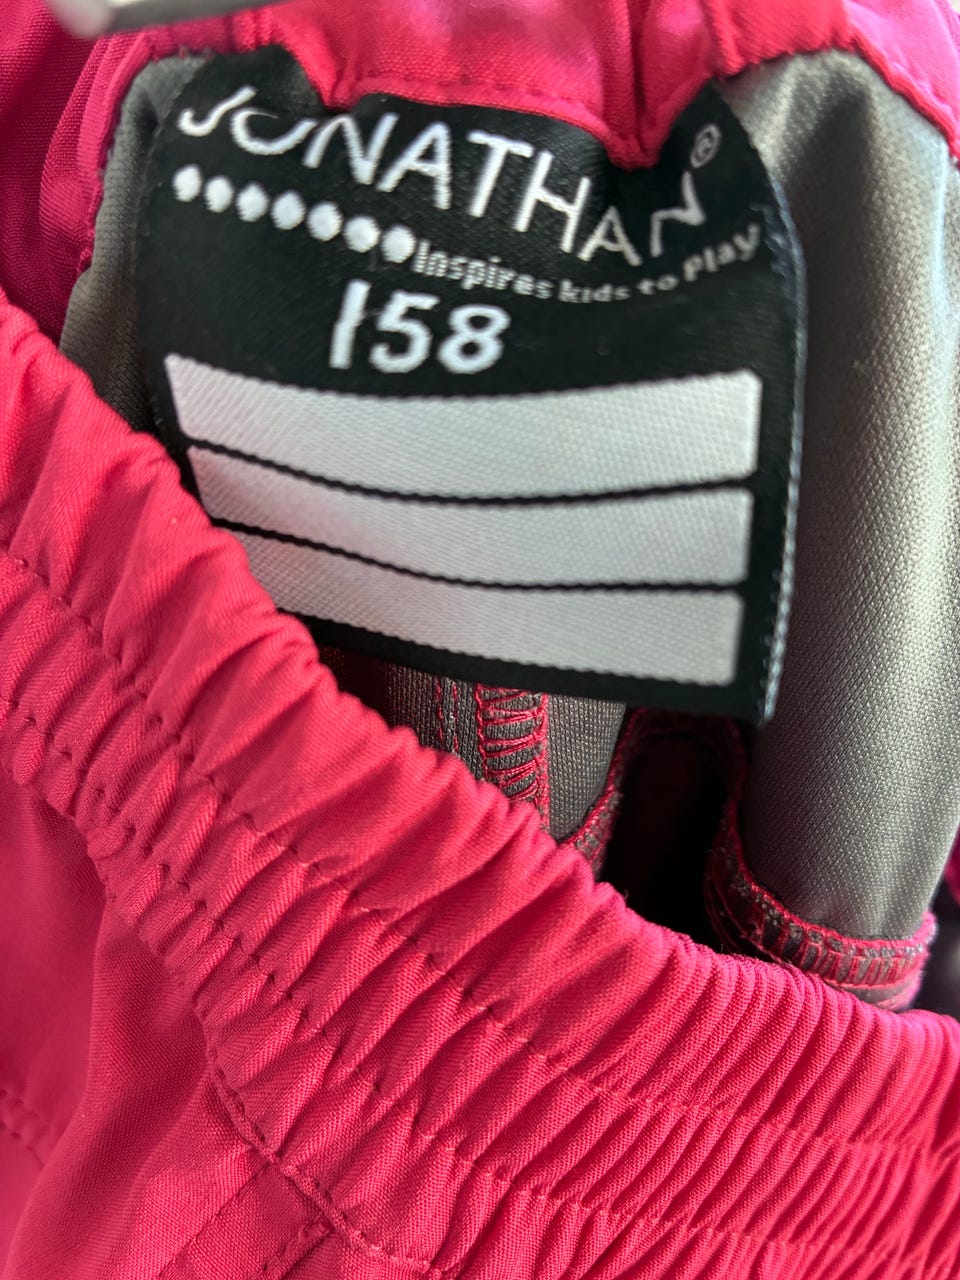 JONATHAN®
Inspires kids to Play
158